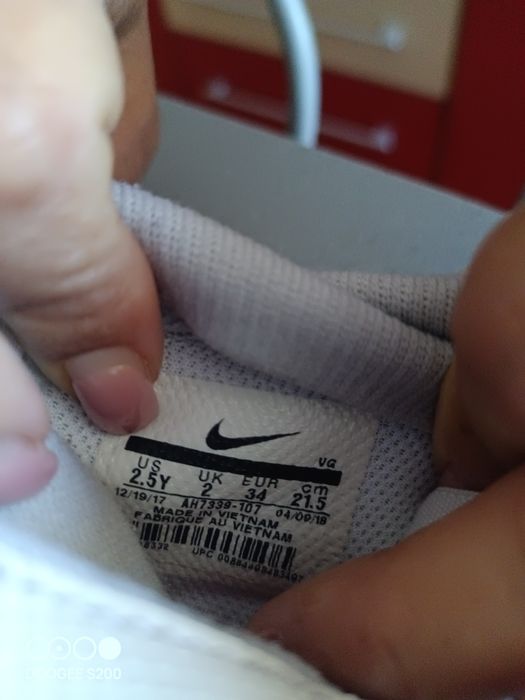 VG
US UK EUR cm
2.5Y 2 34 21.5
12/19/17 AH7339-107 04/09/18
MADE IN VIETNAM
FABRIQUE AU VIETNAM
UPC
DOOGEE S200